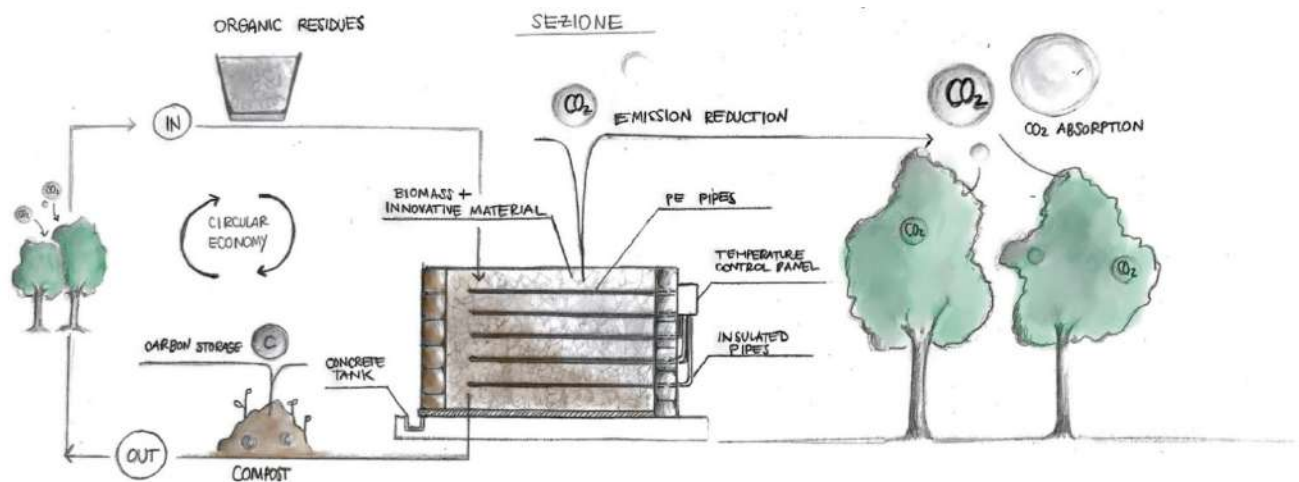 SEZIONE
ORGANIC RESIDUES
IN
CO2
EMISSION REDUCTION
CO2
CO2 ABSORPTION
BIOMASS +
INNOVATIVE MATERIAL
PE PIPES
CO2
CIRCULAR
ECONOMY
TEMPERATURE
CONTROL PANEL
CO2
CO2
CARBON STORAGE
C
CONCRETE
TANK
INSULATED
PIPES
OUT
COMPOST